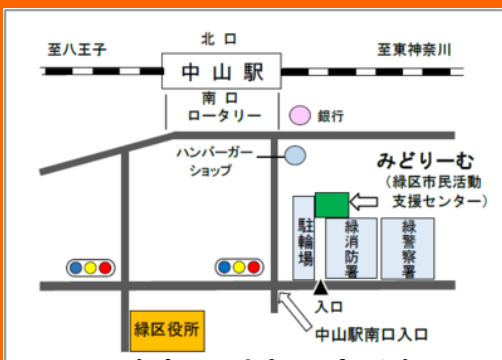 北口
至八王子
至東神奈川
中山駅
南口
ロータリー
銀行
ハンバーガー
ショップ
みどりーむ
（緑区市民活動
支援センター）
駐輪場
緑消防署
緑警察署
入口
緑区役所
中山駅南口入口